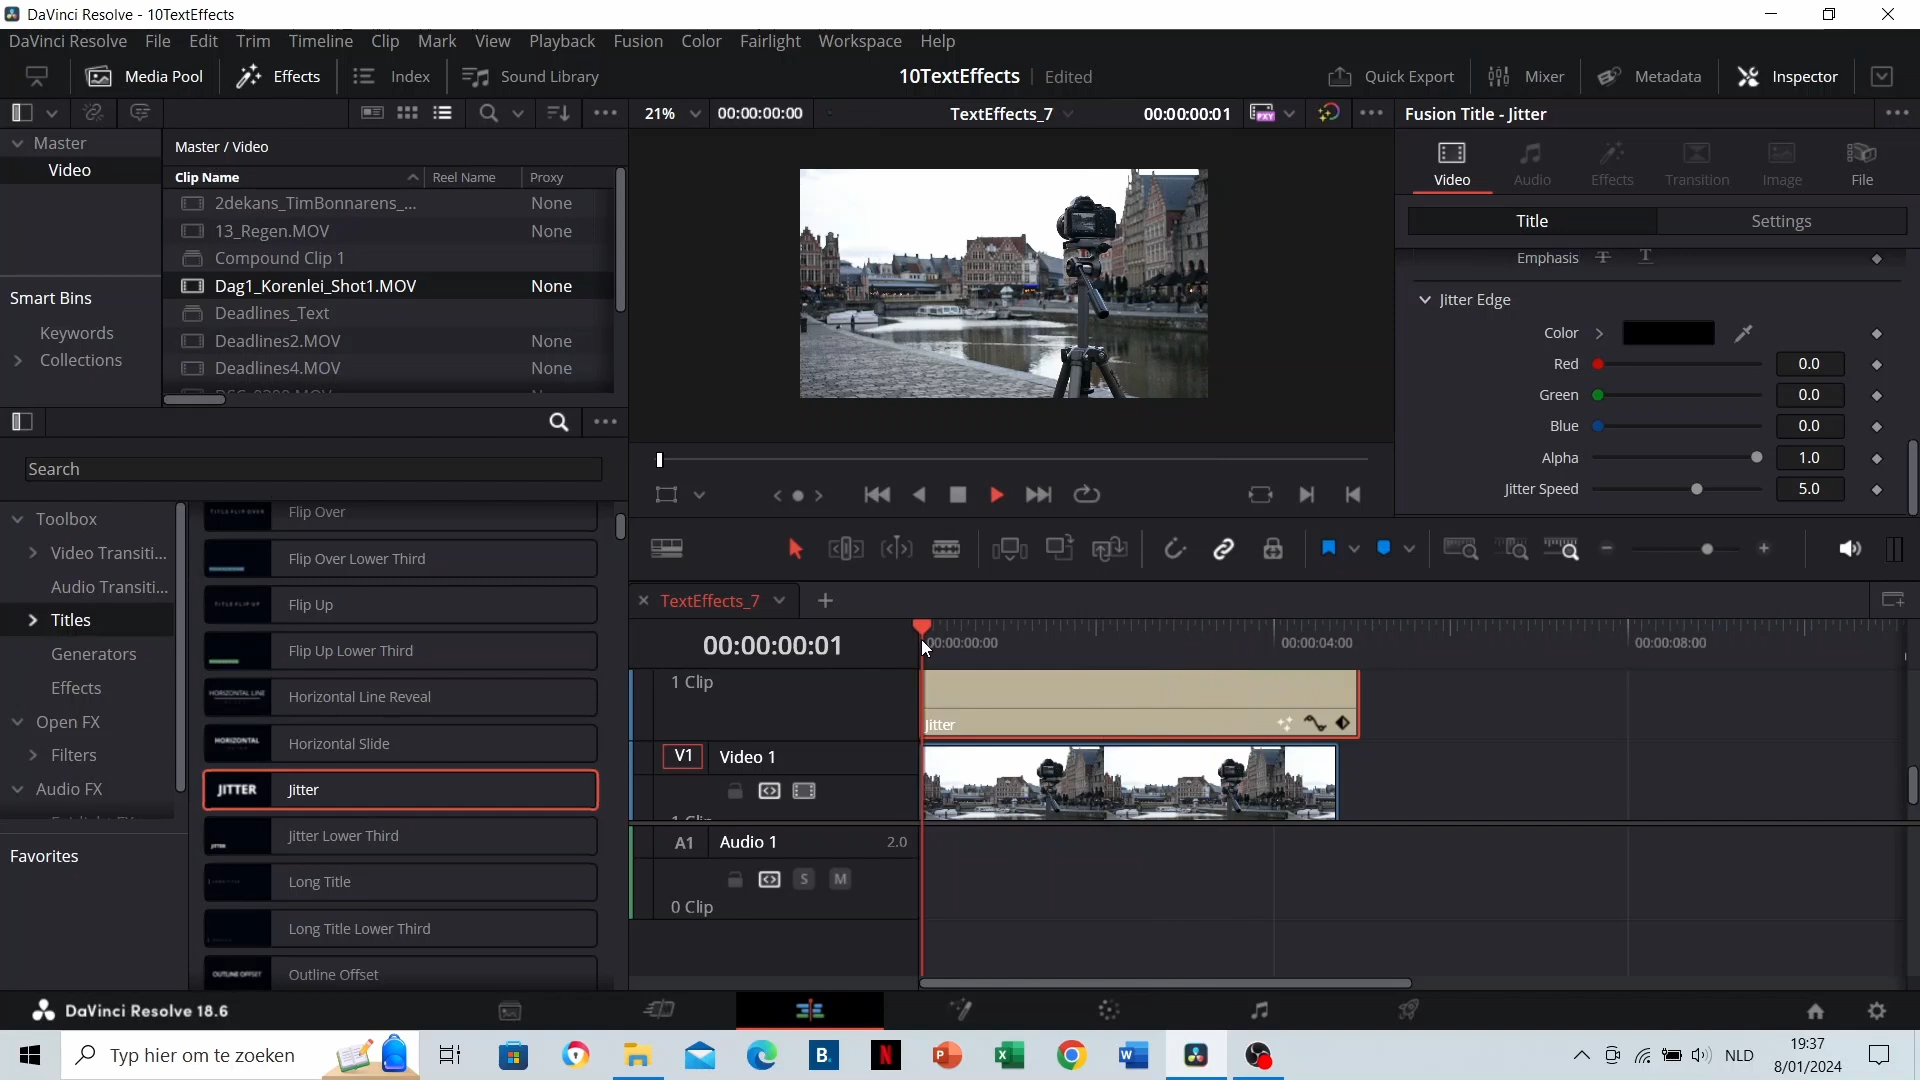 DaVinci Resolve - 10TextEffects
DaVinci Resolve File Edit Trim Timeline Clip Mark View Playback Fusion Color Fairlight Workspace Help
Media Pool Effects Index Sound Library 10TextEffects Edited Quick Export Mixer Metadata Inspector
21% 00:00:00:00 TextEffects_7 00:00:00:01 PXY Fusion Title - Jitter
Master
Video
Master / Video
Clip Name Reel Name Proxy
2dekans_TimBonnarens_... None
13_Regen.MOV None
Compound Clip 1
Dag1_Korenlei_Shot1.MOV None
Deadlines_Text
Deadlines2.MOV None
Deadlines4.MOV None
Smart Bins
Keywords
Collections
Video Audio Effects Transition Image File
Title Settings
Emphasis T T
Jitter Edge
Color
Red 0.0
Green 0.0
Blue 0.0
Alpha 1.0
Jitter Speed 5.0
Search
Toolbox
Video Transiti...
Audio Transiti...
Titles
Generators
Effects
Open FX
Filters
Audio FX
Favorites
Flip Over
Flip Over Lower Third
Flip Up
Flip Up Lower Third
HORIZONTAL LINE Horizontal Line Reveal
HORIZONTAL Horizontal Slide
JITTER Jitter
JITTER Jitter Lower Third
Long Title
Long Title Lower Third
OUTLINE OFFSET Outline Offset
TextEffects_7
00:00:00:01 00:00:00:00 00:00:04:00 00:00:08:00
1 Clip
Jitter
V1 Video 1
A1 Audio 1 2.0
S M
0 Clip
DaVinci Resolve 18.6
Typ hier om te zoeken B. N NLD 19:37
8/01/2024